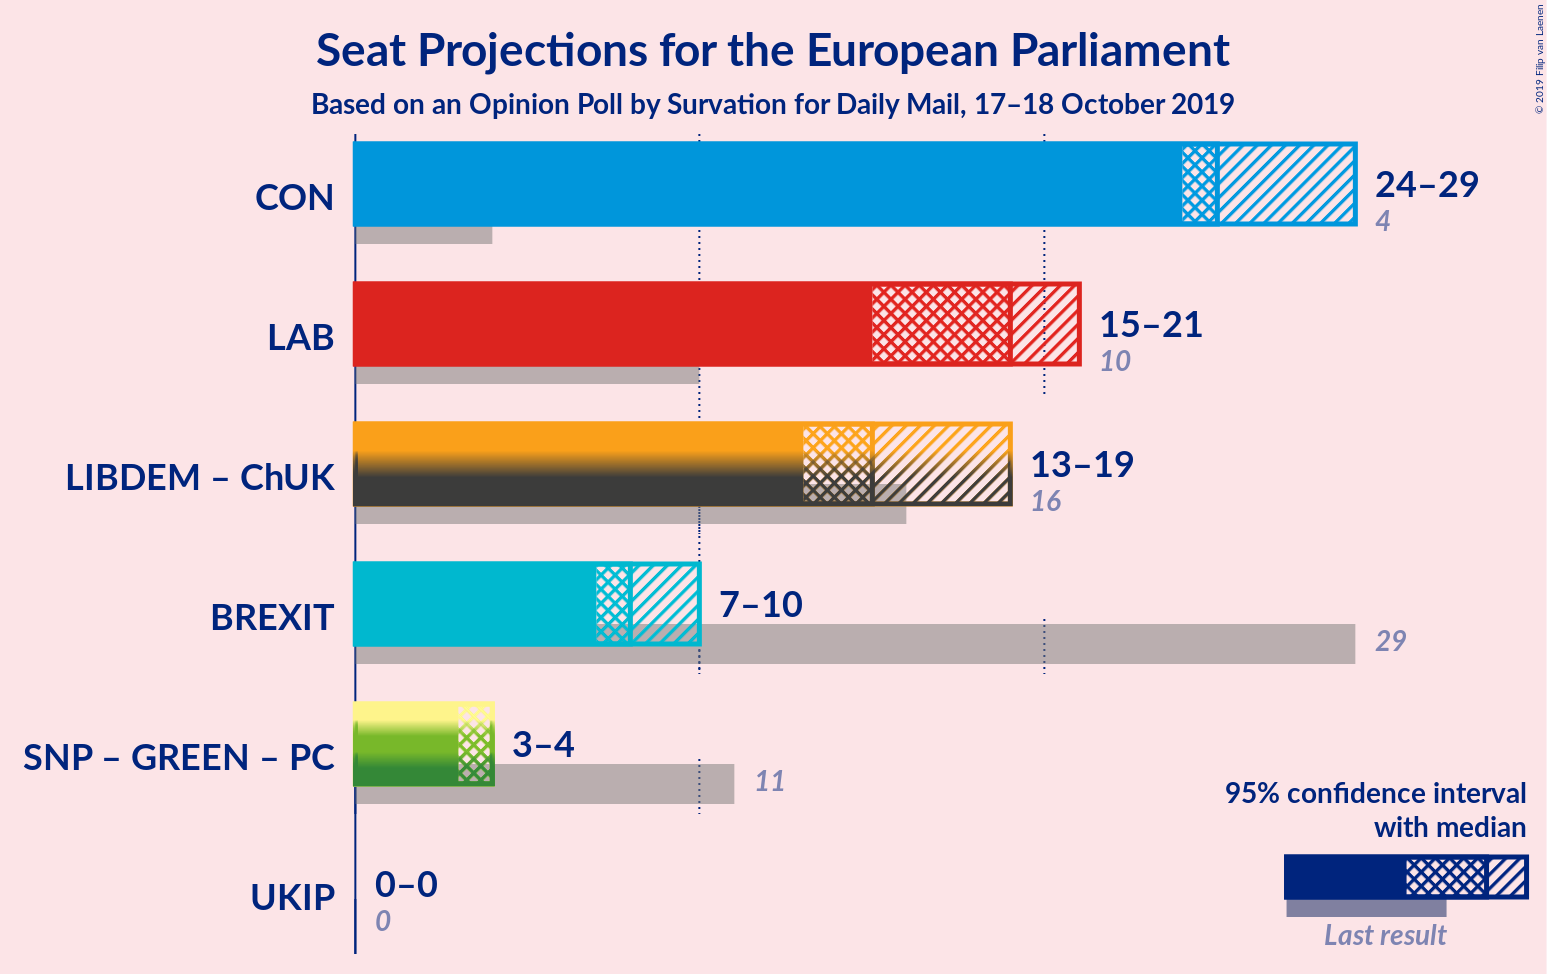 Seat Projections for the European Parliament
Based on an Opinion Poll by Survation for Daily Mail, 17–18 October 2019
© 2019 Filip van Laenen
CON
24–29
4
LAB
15–21
10
LIBDEM – ChUK
13–19
16
BREXIT
7–10
29
SNP – GREEN – PC
3–4
11
UKIP
0–0
0
95% confidence interval
with median
Last result